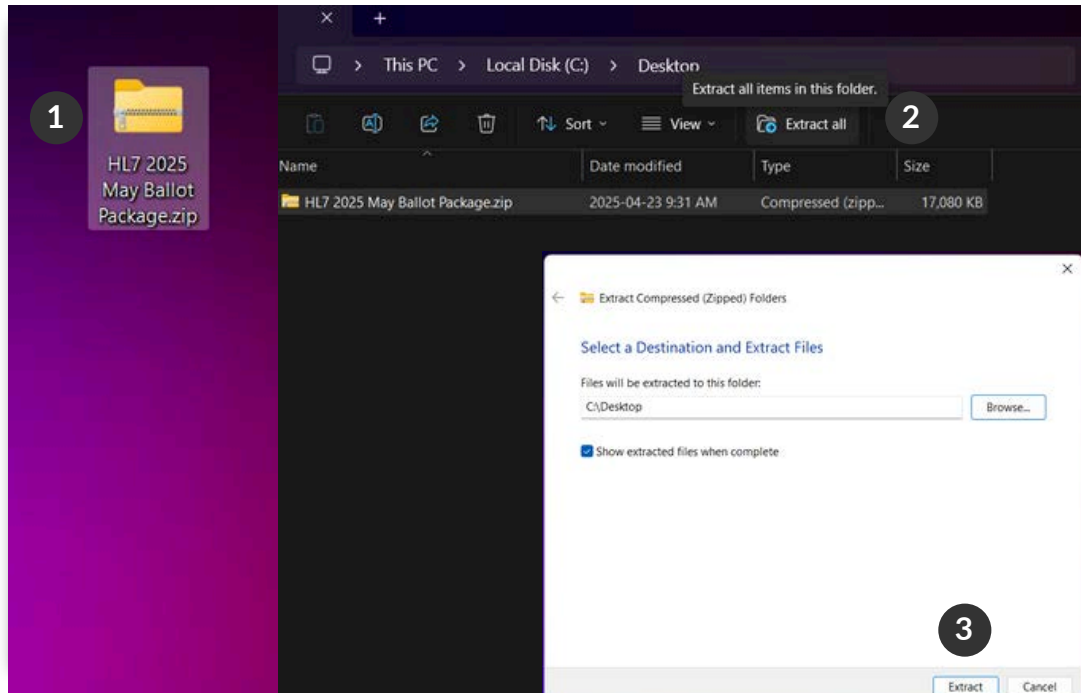 1
HL7 2025
May Ballot
Package.zip
This PC > Local Disk (C:) > Desktop
Extract all items in this folder.
Sort View Extract all
2
Name Date modified Type Size
HL7 2025 May Ballot Package.zip 2025-04-23 9:31 AM Compressed (zipp... 17,080 KB
Extract Compressed (Zipped) Folders
Select a Destination and Extract Files
Files will be extracted to this folder:
C:\Desktop Browse...
Show extracted files when complete
3
Extract Cancel